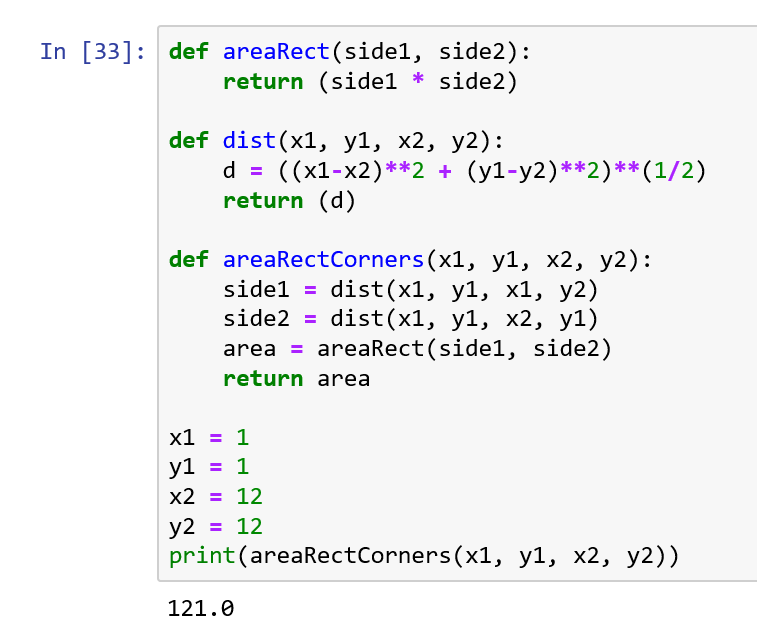 In [33]: def areaRect(side1, side2):
    return (side1 * side2)

def dist(x1, y1, x2, y2):
    d = ((x1-x2)**2 + (y1-y2)**2)**(1/2)
    return (d)

def areaRectCorners(x1, y1, x2, y2):
    side1 = dist(x1, y1, x1, y2)
    side2 = dist(x1, y1, x2, y1)
    area = areaRect(side1, side2)
    return area

x1 = 1
y1 = 1
x2 = 12
y2 = 12
print(areaRectCorners(x1, y1, x2, y2))
121.0